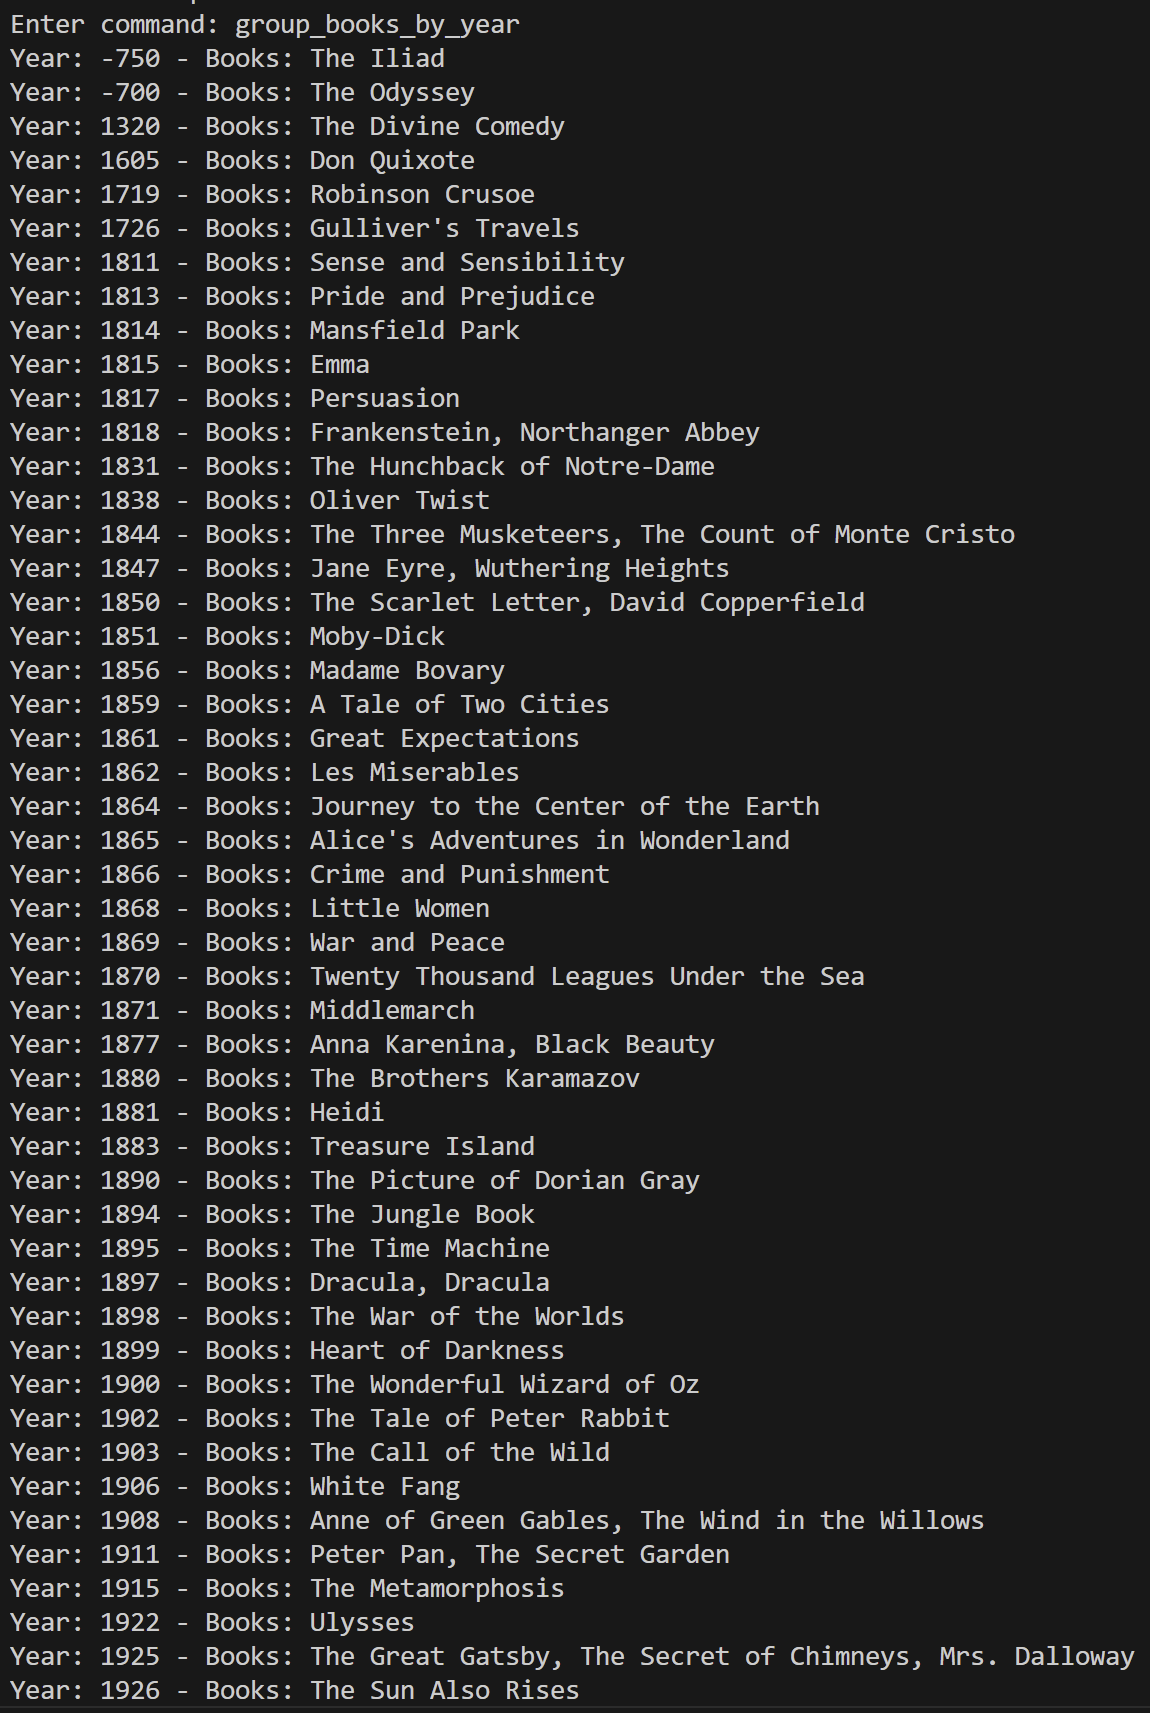 Enter command: group_books_by_year
Year: -750 - Books: The Iliad
Year: -700 - Books: The Odyssey
Year: 1320 - Books: The Divine Comedy
Year: 1605 - Books: Don Quixote
Year: 1719 - Books: Robinson Crusoe
Year: 1726 - Books: Gulliver's Travels
Year: 1811 - Books: Sense and Sensibility
Year: 1813 - Books: Pride and Prejudice
Year: 1814 - Books: Mansfield Park
Year: 1815 - Books: Emma
Year: 1817 - Books: Persuasion
Year: 1818 - Books: Frankenstein, Northanger Abbey
Year: 1831 - Books: The Hunchback of Notre-Dame
Year: 1838 - Books: Oliver Twist
Year: 1844 - Books: The Three Musketeers, The Count of Monte Cristo
Year: 1847 - Books: Jane Eyre, Wuthering Heights
Year: 1850 - Books: The Scarlet Letter, David Copperfield
Year: 1851 - Books: Moby-Dick
Year: 1856 - Books: Madame Bovary
Year: 1859 - Books: A Tale of Two Cities
Year: 1861 - Books: Great Expectations
Year: 1862 - Books: Les Miserables
Year: 1864 - Books: Journey to the Center of the Earth
Year: 1865 - Books: Alice's Adventures in Wonderland
Year: 1866 - Books: Crime and Punishment
Year: 1868 - Books: Little Women
Year: 1869 - Books: War and Peace
Year: 1870 - Books: Twenty Thousand Leagues Under the Sea
Year: 1871 - Books: Middlemarch
Year: 1877 - Books: Anna Karenina, Black Beauty
Year: 1880 - Books: The Brothers Karamazov
Year: 1881 - Books: Heidi
Year: 1883 - Books: Treasure Island
Year: 1890 - Books: The Picture of Dorian Gray
Year: 1894 - Books: The Jungle Book
Year: 1895 - Books: The Time Machine
Year: 1897 - Books: Dracula, Dracula
Year: 1898 - Books: The War of the Worlds
Year: 1899 - Books: Heart of Darkness
Year: 1900 - Books: The Wonderful Wizard of Oz
Year: 1902 - Books: The Tale of Peter Rabbit
Year: 1903 - Books: The Call of the Wild
Year: 1906 - Books: White Fang
Year: 1908 - Books: Anne of Green Gables, The Wind in the Willows
Year: 1911 - Books: Peter Pan, The Secret Garden
Year: 1915 - Books: The Metamorphosis
Year: 1922 - Books: Ulysses
Year: 1925 - Books: The Great Gatsby, The Secret of Chimneys, Mrs. Dalloway
Year: 1926 - Books: The Sun Also Rises